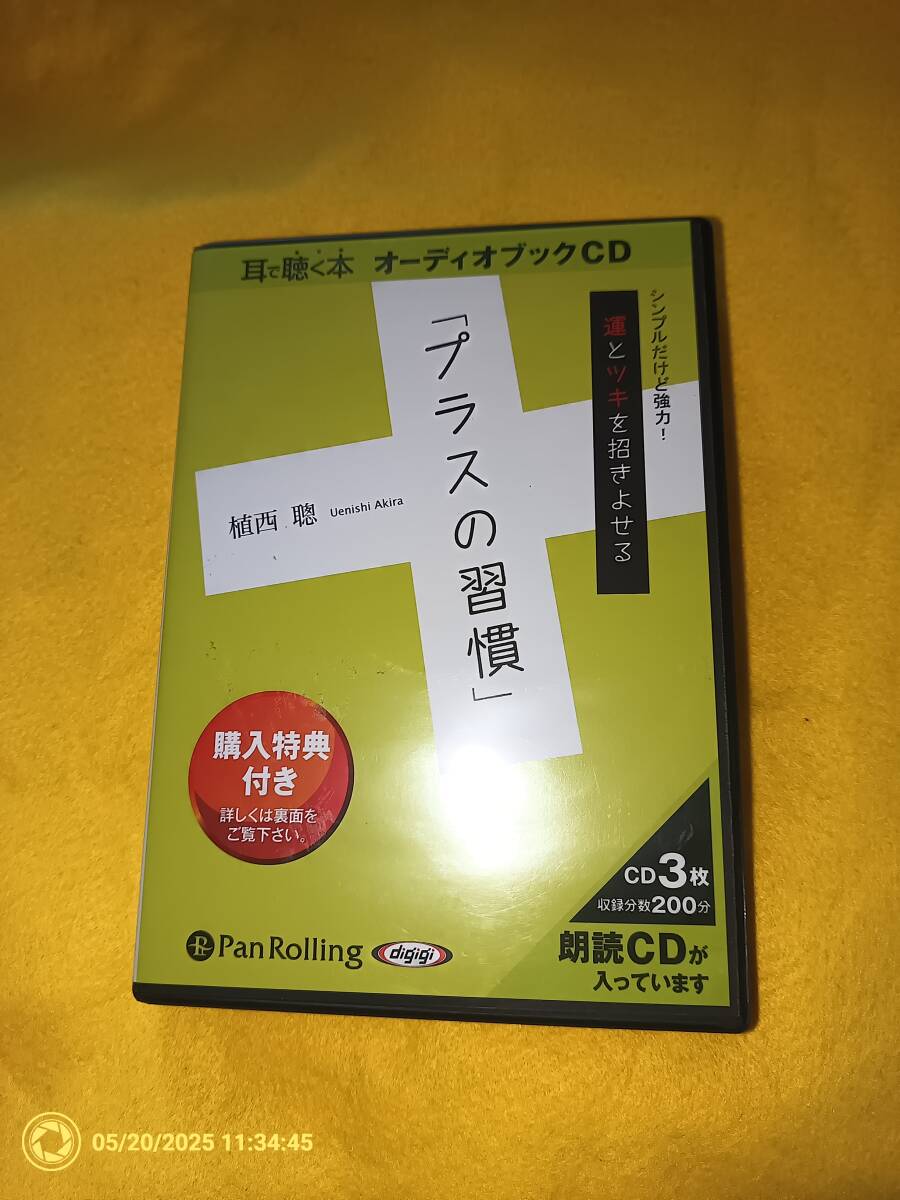 耳で聴く本 オーディオブックCD
シンプルだけど強力!
運とツキを招きよせる
「プラスの習慣」
植西 聰 Uenishi Akira
購入特典
付き
詳しくは裏面を
ご覧下さい。
CD3枚
収録分数200分
PanRolling digigi
朗読CDが
入っています
05/20/2025 11:34:45